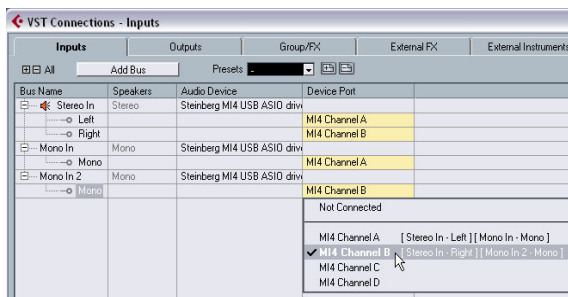 VST Connections - Inputs
Inputs Outputs Group/FX External FX External Instruments
All Add Bus Presets -
Bus Name Speakers Audio Device Device Port
Stereo In Stereo Steinberg MI4 USB ASIO driv
Left MI4 Channel A
Right MI4 Channel B
Mono In Mono Steinberg MI4 USB ASIO driv
Mono MI4 Channel A
Mono In 2 Mono Steinberg MI4 USB ASIO driv
Mono MI4 Channel B
Not Connected
MI4 Channel A [ Stereo In - Left ] [ Mono In - Mono ]
MI4 Channel B [ Stereo In - Right ] [ Mono In 2 - Mono ]
MI4 Channel C
MI4 Channel D